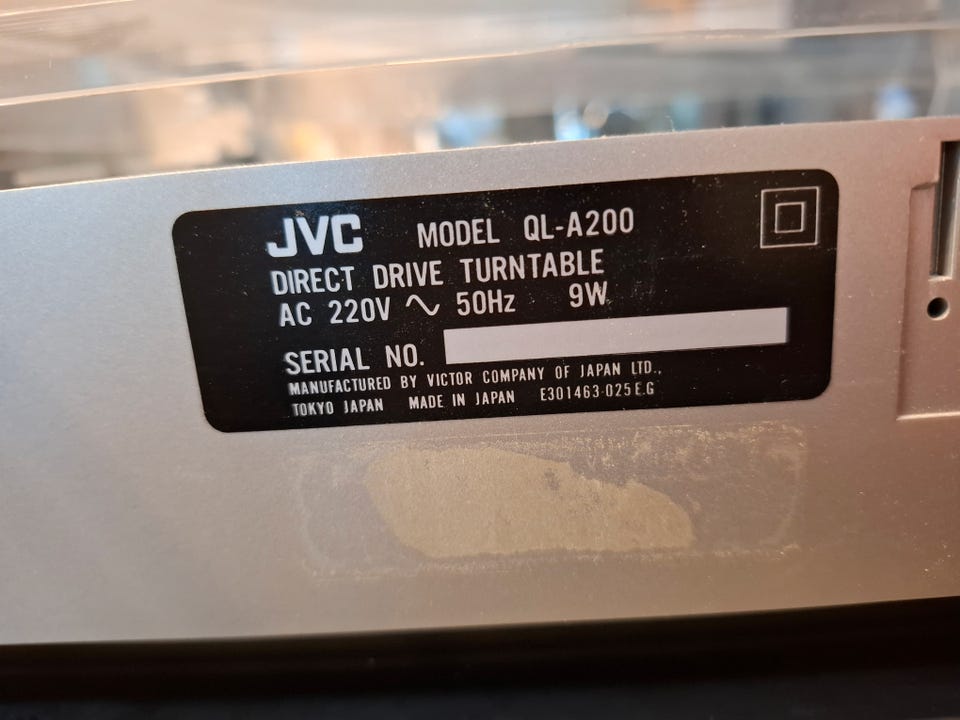 JVC MODEL QL-A200
DIRECT DRIVE TURNTABLE
AC 220V ~ 50Hz 9W
SERIAL NO.
MANUFACTURED BY VICTOR COMPANY OF JAPAN LTD.,
TOKYO JAPAN MADE IN JAPAN E301463-025E.G